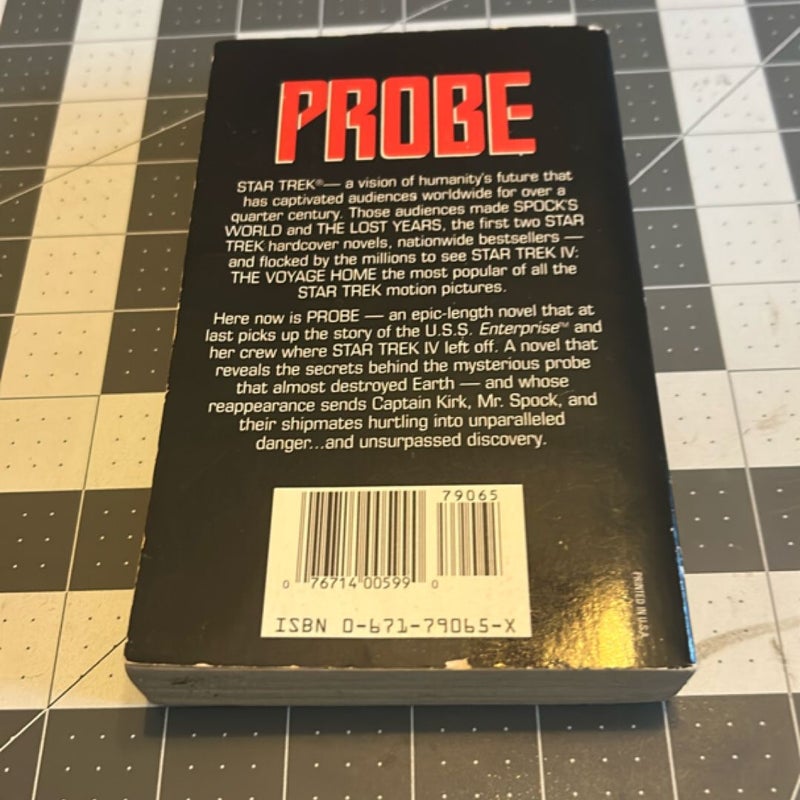 PROBE
STAR TREK®— a vision of humanity's future that
has captivated audiences worldwide for over a
quarter century. Those audiences made SPOCK'S
WORLD and THE LOST YEARS, the first two STAR
TREK hardcover novels, nationwide bestsellers —
and flocked by the millions to see STAR TREK IV:
THE VOYAGE HOME the most popular of all the
STAR TREK motion pictures.
Here now is PROBE — an epic-length novel that at
last picks up the story of the U.S.S. Enterprise™ and
her crew where STAR TREK IV left off. A novel that
reveals the secrets behind the mysterious probe
that almost destroyed Earth — and whose
reappearance sends Captain Kirk, Mr. Spock, and
their shipmates hurtling into unparalleled
danger...and unsurpassed discovery.
79065
0 76714 00599 0
ISBN 0-671-79065-X
PRINTED IN U.S.A.